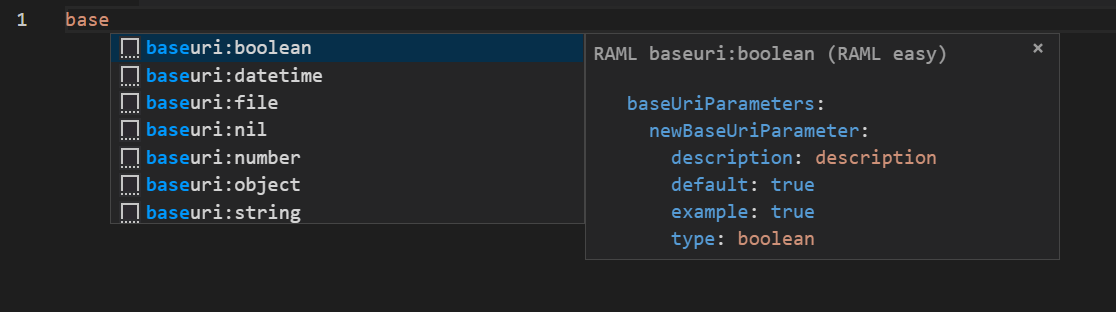 1 base
baseuri:boolean
baseuri:datetime
baseuri:file
baseuri:nil
baseuri:number
baseuri:object
baseuri:string
RAML baseuri:boolean (RAML easy) ×
baseUriParameters:
newBaseUriParameter:
description: description
default: true
example: true
type: boolean